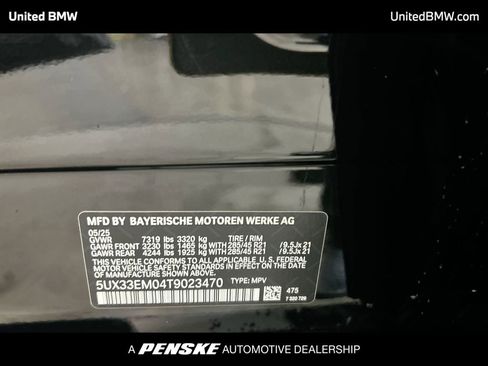 United BMW
UnitedBMW.com
MFD BY BAYERISCHE MOTOREN WERKE AG
05/25
GVWR 7319 lbs 3320 kg TIRE / RIM
GAWR FRONT 3230 lbs 1465 kg 285/45 R21 /9.5Jx 21
GAWR REAR 4244 lbs 1925 kg 285/45 R21 /9.5Jx 21
THIS VEHICLE CONFORMS TO ALL APPLICABLE U.S. FEDERAL
MOTOR VEHICLE SAFETY STANDARDS IN EFFECT
ON THE DATE OF MANUFACTURE SHOWN ABOVE.
5UX33EM04T9023470 TYPE: MPV
475
A PENSKE AUTOMOTIVE DEALERSHIP